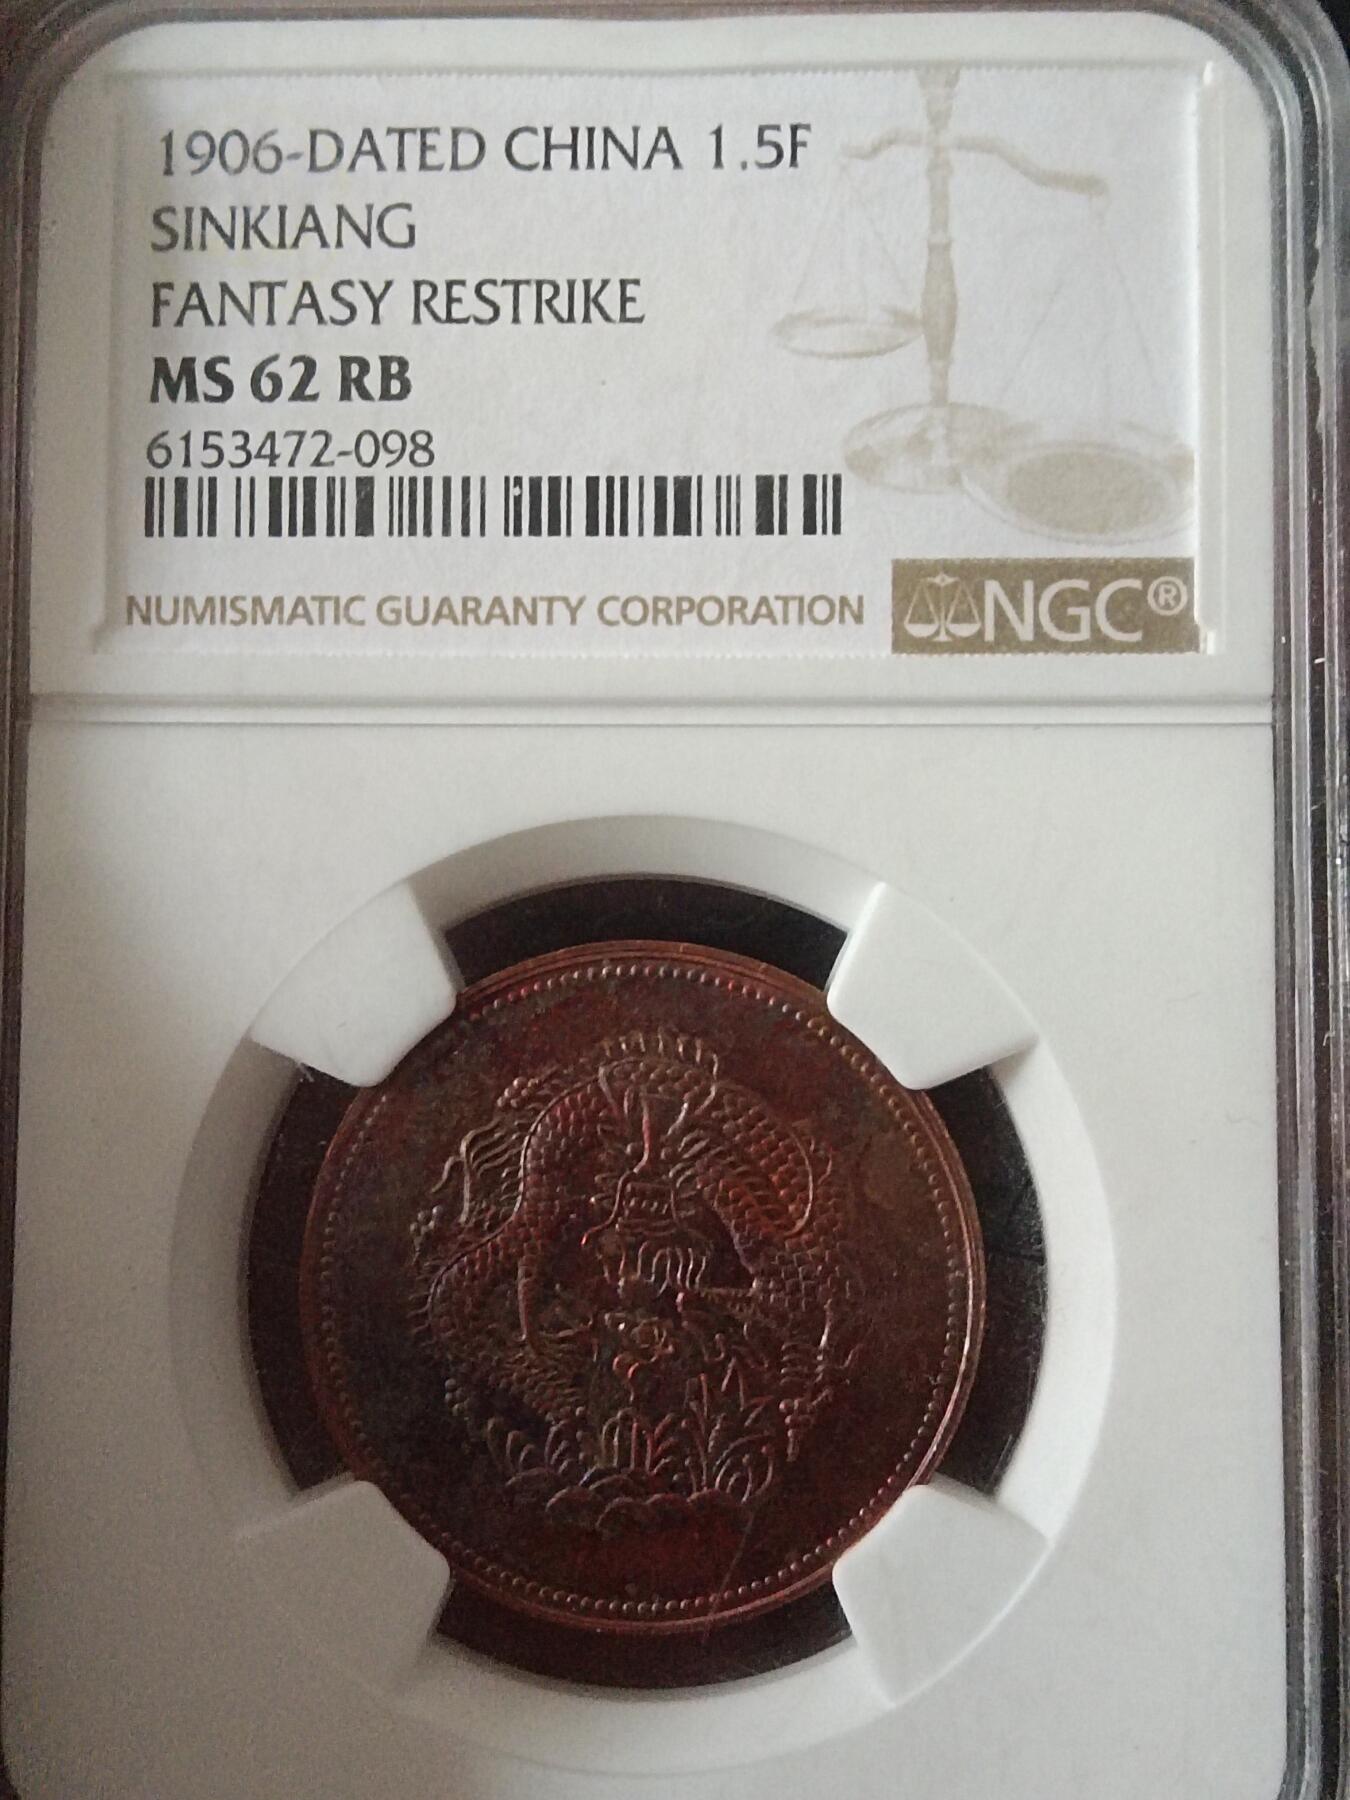 1906-DATED CHINA 1.5F
SINKIANG
FANTASY RESTRIKE
MS 62 RB
6153472-098
NUMISMATIC GUARANTY CORPORATION
NGC®